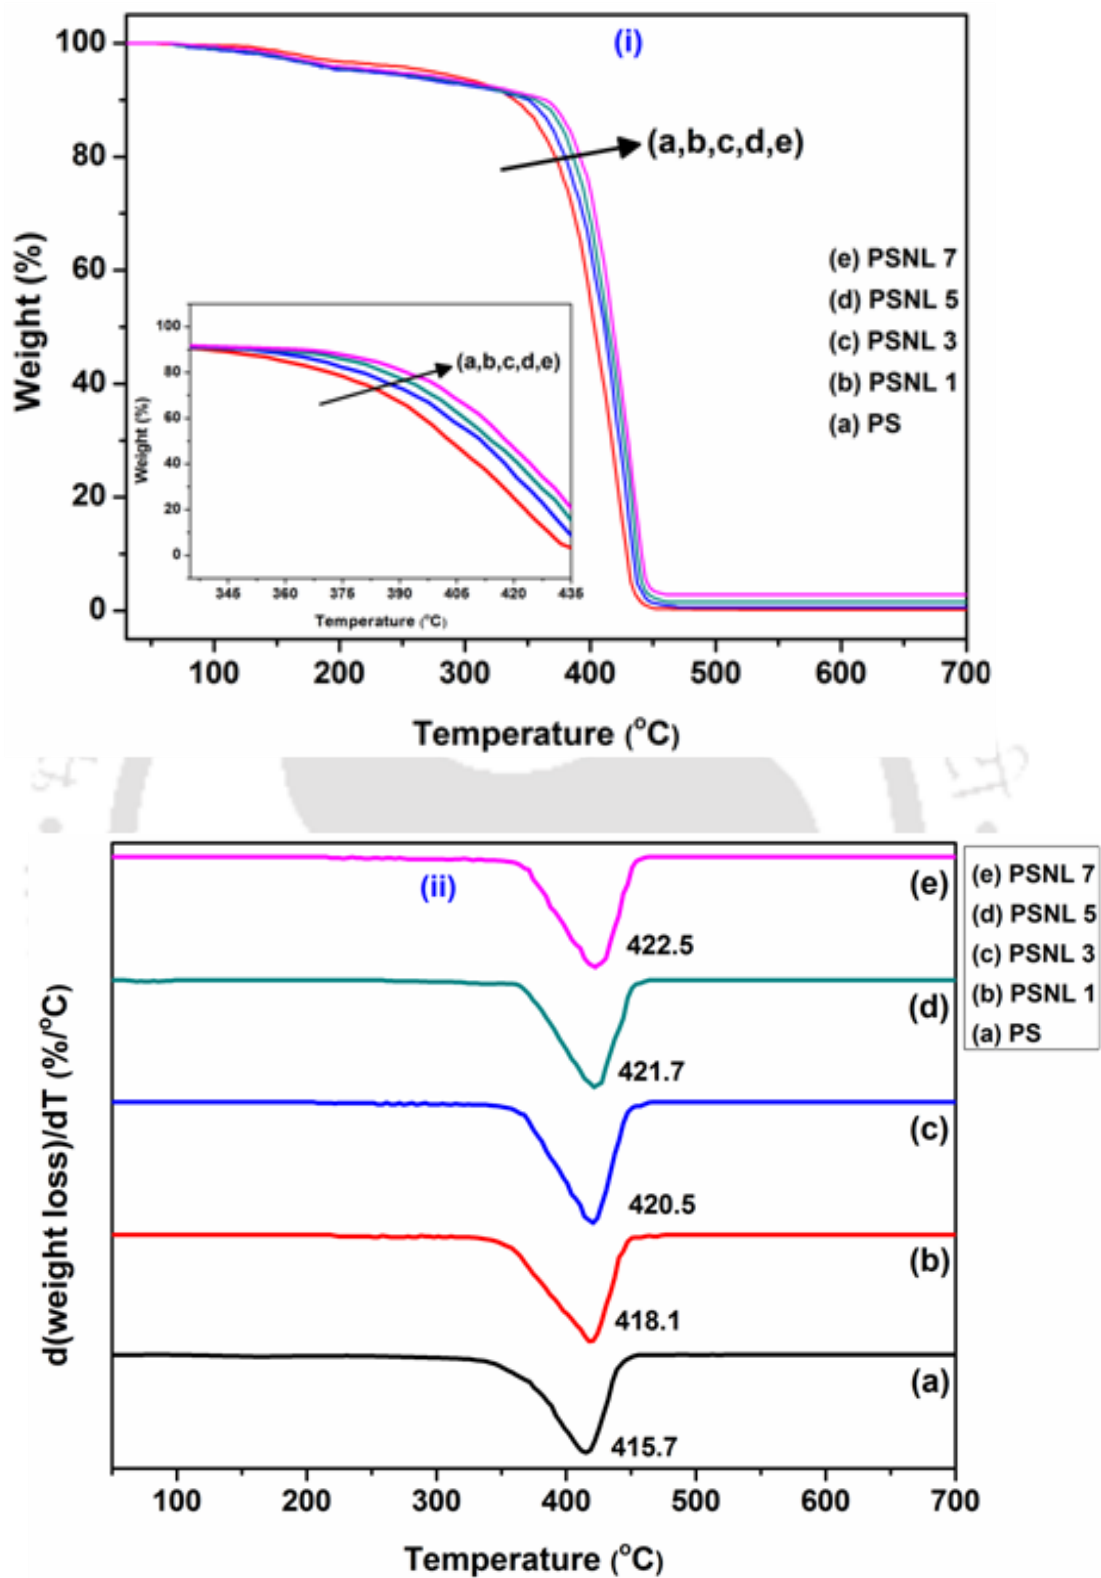 (i)
100
80
60
40
20
0
Weight (%)
(a,b,c,d,e)
(e) PSNL 7
(d) PSNL 5
(c) PSNL 3
(b) PSNL 1
(a) PS
100
80
60
40
20
0
Weight (%)
(a,b,c,d,e)
345 360 375 390 405 420 435
Temperature (°C)
100 200 300 400 500 600 700
Temperature (°C)
(ii)
d(weight loss)/dT (%/°C)
(e)
422.5
(d)
421.7
(c)
420.5
(b)
418.1
(a)
415.7
(e) PSNL 7
(d) PSNL 5
(c) PSNL 3
(b) PSNL 1
(a) PS
100 200 300 400 500 600 700
Temperature (°C)